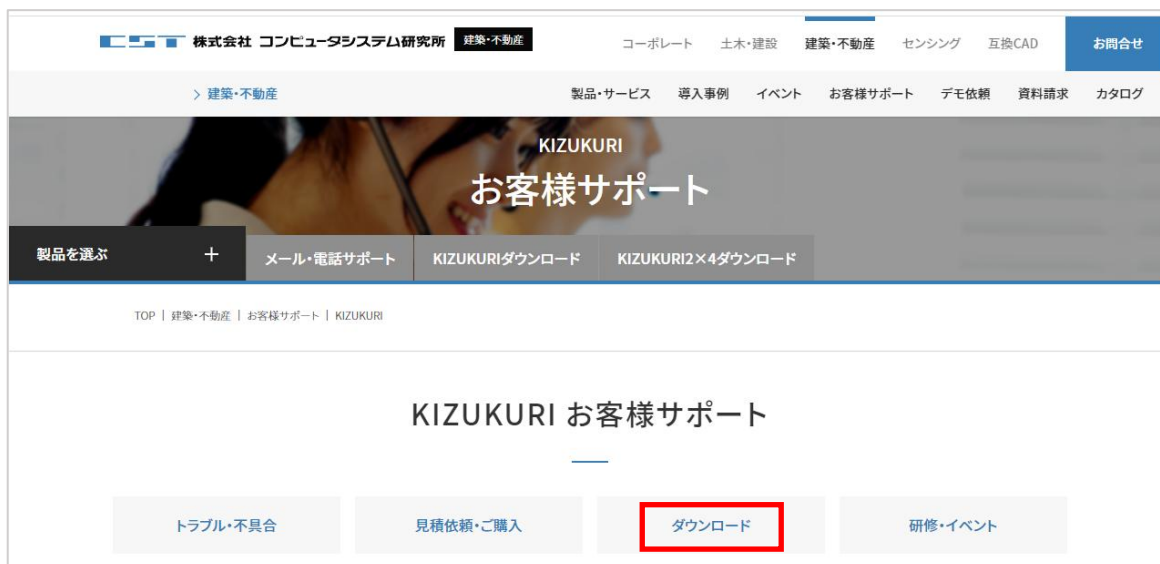 CST 株式会社 コンピュータシステム研究所 建築・不動産 コーポレート 土木・建設 建築・不動産 センシング 互換CAD お問合せ
> 建築・不動産 製品・サービス 導入事例 イベント お客様サポート デモ依頼 資料請求 カタログ
KIZUKURI
お客様サポート
製品を選ぶ + メール・電話サポート KIZUKURIダウンロード KIZUKURI2×4ダウンロード
TOP | 建築・不動産 | お客様サポート | KIZUKURI
KIZUKURI お客様サポート
トラブル・不具合 見積依頼・ご購入 ダウンロード 研修・イベント